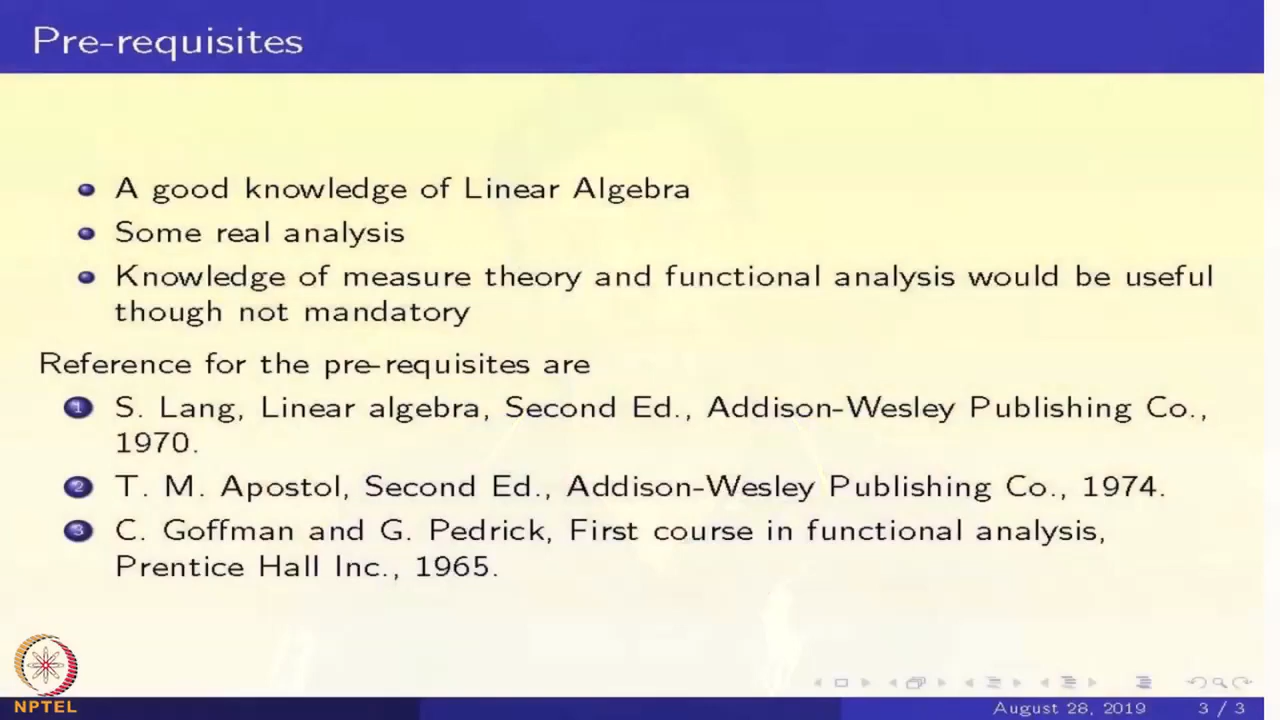 Pre-requisites
A good knowledge of Linear Algebra
Some real analysis
Knowledge of measure theory and functional analysis would be useful
though not mandatory
Reference for the pre-requisites are
1 S. Lang, Linear algebra, Second Ed., Addison-Wesley Publishing Co.,
1970.
2 T. M. Apostol, Second Ed., Addison-Wesley Publishing Co., 1974.
3 C. Goffman and G. Pedrick, First course in functional analysis,
Prentice Hall Inc., 1965.
NPTEL
August 28, 2019 3 / 3